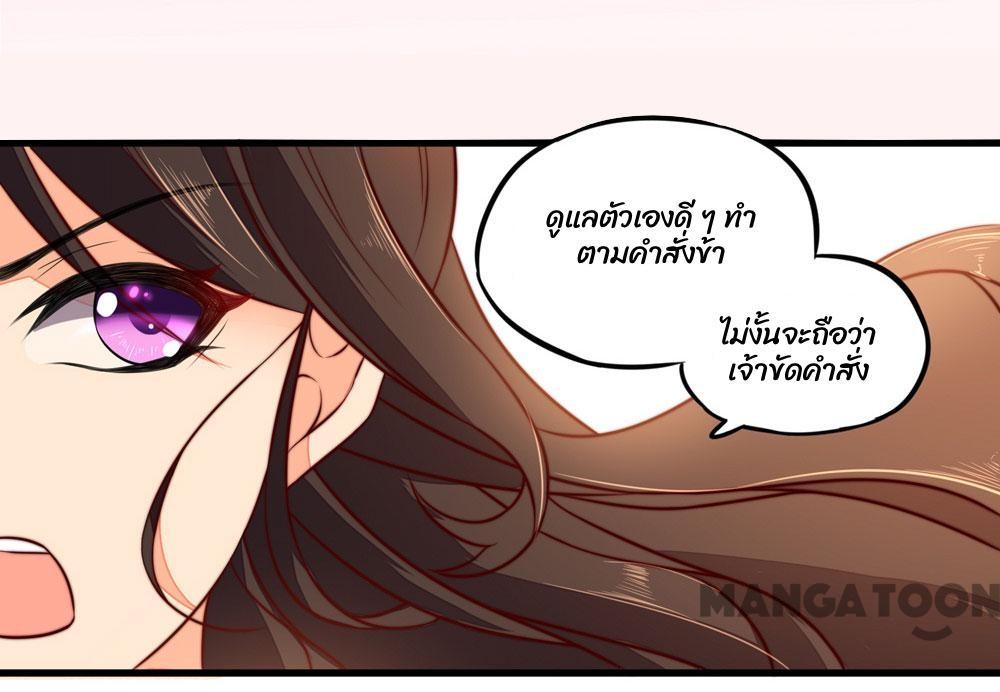 ดูแลตัวเองดี ๆ ทำ
ตามคำสั่งข้า
ไม่งั้นจะถือว่า
เจ้าขัดคำสั่ง
MANGATOON